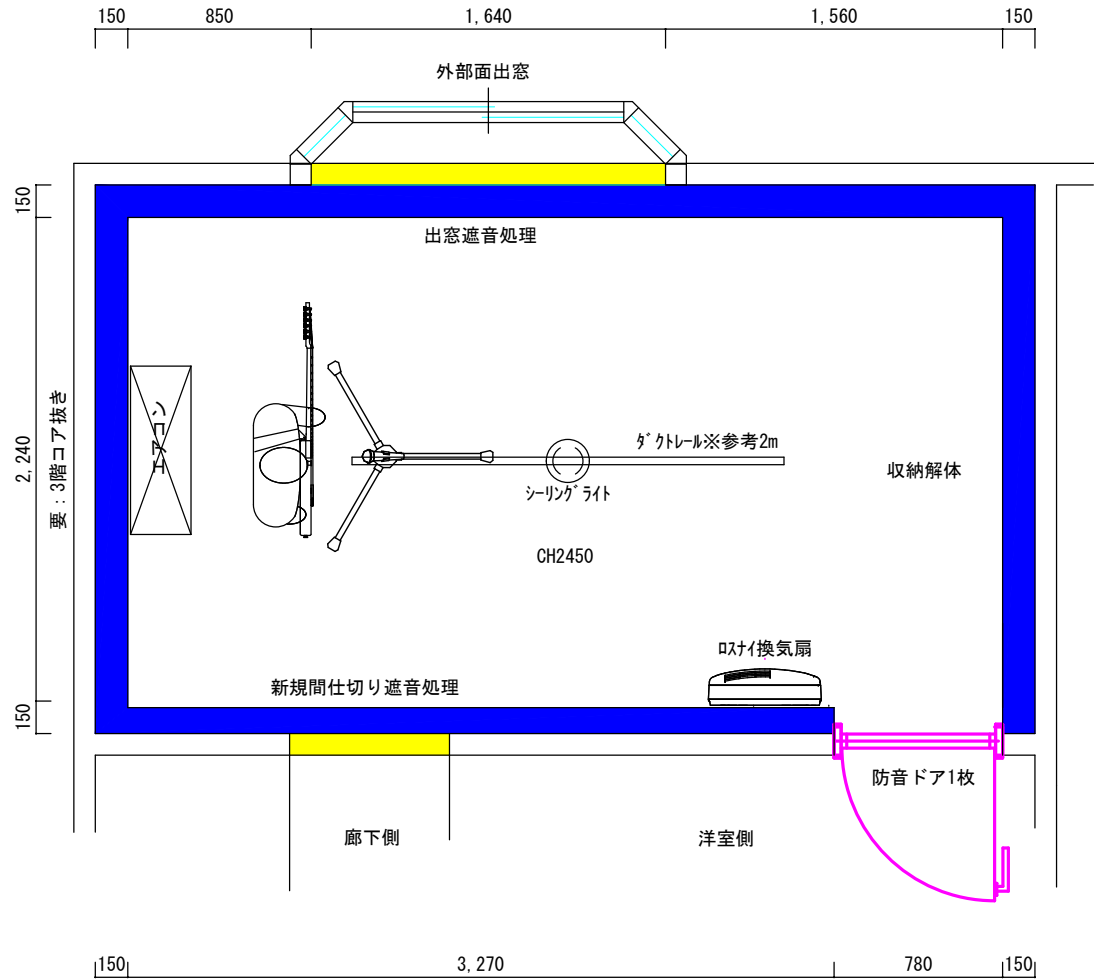 150 850 1,640 1,560 150
外部面出窓
150
出窓遮音処理
2,240
要：3階コア抜き
エアコン
ﾀﾞｸﾄﾚｰﾙ※参考2m
ｼｰﾘﾝｸﾞﾗｲﾄ
収納解体
CH2450
ﾛｽﾅｲ換気扇
新規間仕切り遮音処理
150
防音ドア1枚
廊下側
洋室側
150 3,270 780 150